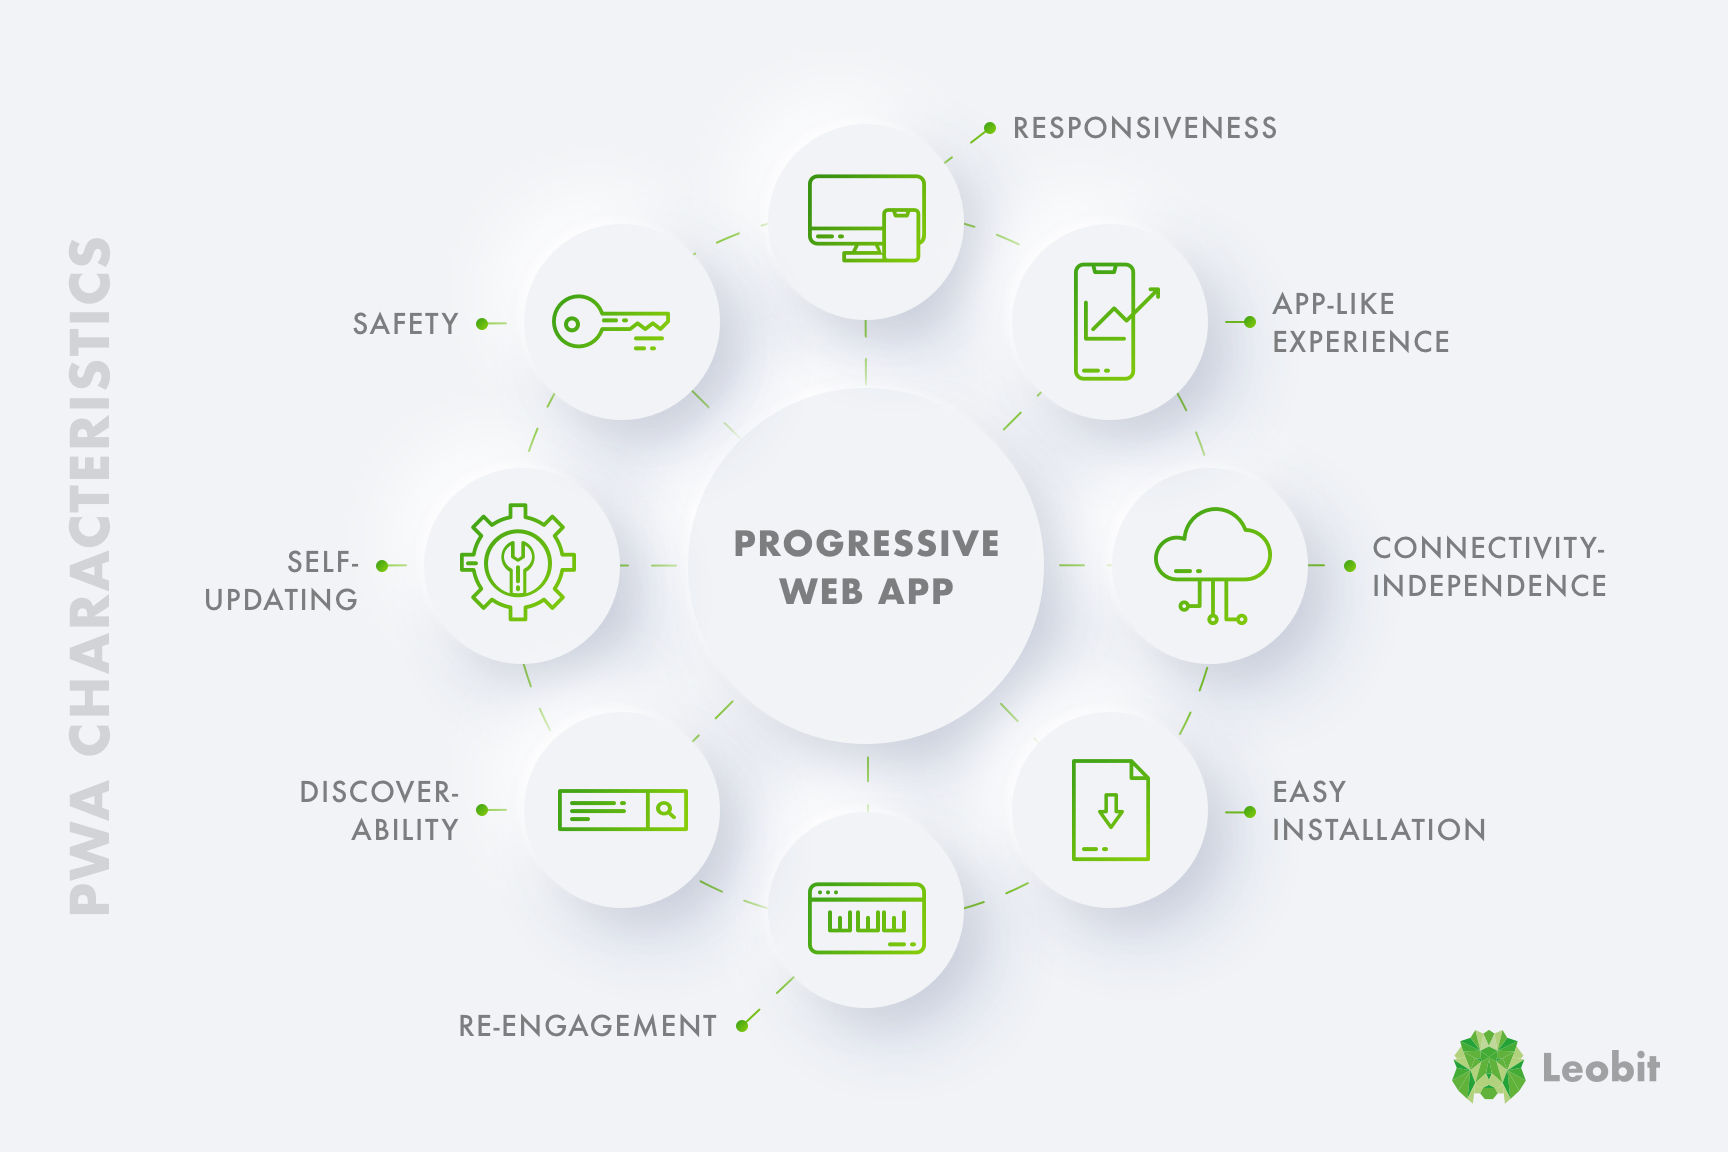 PWA CHARACTERISTICS
RESPONSIVENESS
APP-LIKE
EXPERIENCE
CONNECTIVITY-
INDEPENDENCE
EASY
INSTALLATION
RE-ENGAGEMENT
DISCOVER-
ABILITY
SELF-
UPDATING
SAFETY
PROGRESSIVE
WEB APP
WWW
Leobit